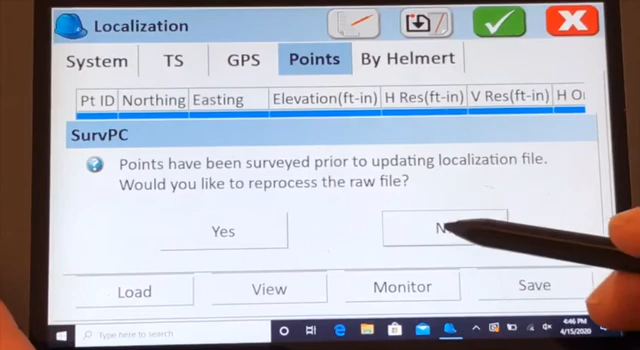 Localization
System TS GPS Points By Helmert
Pt ID Northing Easting Elevation(ft-in) H Res(ft-in) V Res(ft-in) H O
SurvPC
Points have been surveyed prior to updating localization file.
Would you like to reprocess the raw file?
Yes N
Load View Monitor Save
Type here to search
4:46 PM
4/15/2020